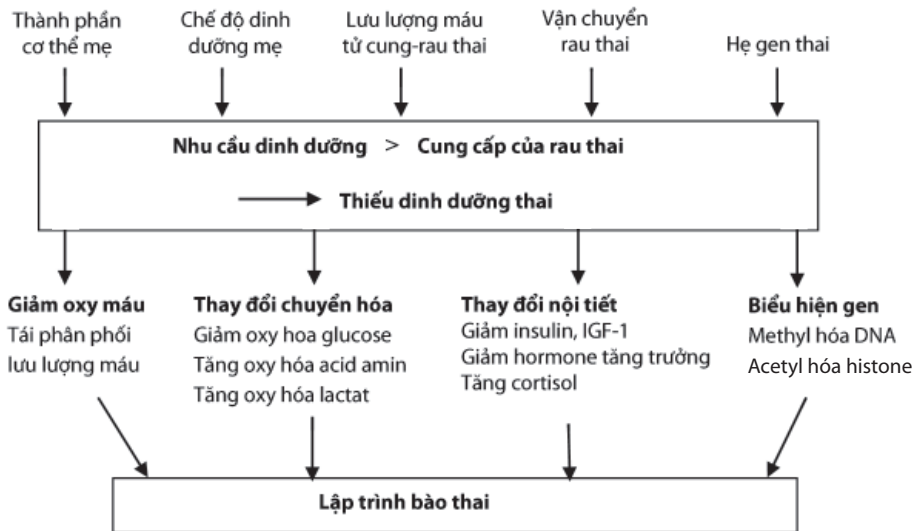 Thành phần
cơ thể mẹ
Chế độ dinh
dưỡng mẹ
Lưu lượng máu
tử cung-rau thai
Vận chuyển
rau thai
Hẹ gen thai
Nhu cầu dinh dưỡng > Cung cấp của rau thai
Thiếu dinh dưỡng thai
Giảm oxy máu
Tái phân phối
lưu lượng máu
Thay đổi chuyển hóa
Giảm oxy hoa glucose
Tăng oxy hóa acid amin
Tăng oxy hóa lactat
Thay đổi nội tiết
Giảm insulin, IGF-1
Giảm hormone tăng trưởng
Tăng cortisol
Biểu hiện gen
Methyl hóa DNA
Acetyl hóa histone
Lập trình bào thai